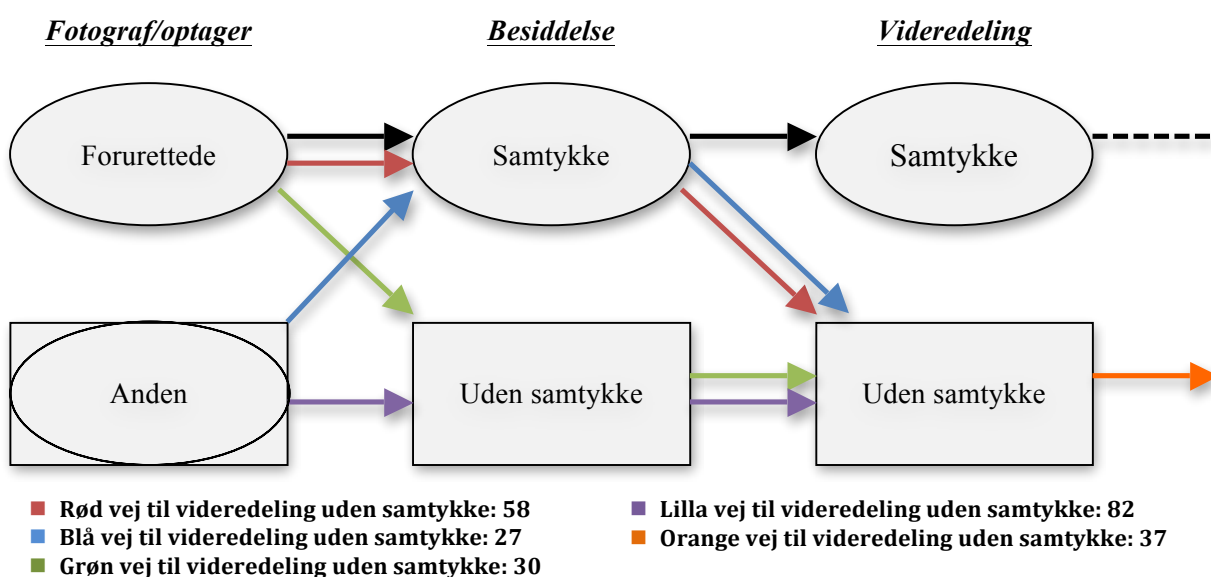 Fotograf/optager
Besiddelse
Videredeling
Forurettede
Samtykke
Samtykke
Anden
Uden samtykke
Uden samtykke
Rød vej til videredeling uden samtykke: 58
Blå vej til videredeling uden samtykke: 27
Grøn vej til videredeling uden samtykke: 30
Lilla vej til videredeling uden samtykke: 82
Orange vej til videredeling uden samtykke: 37